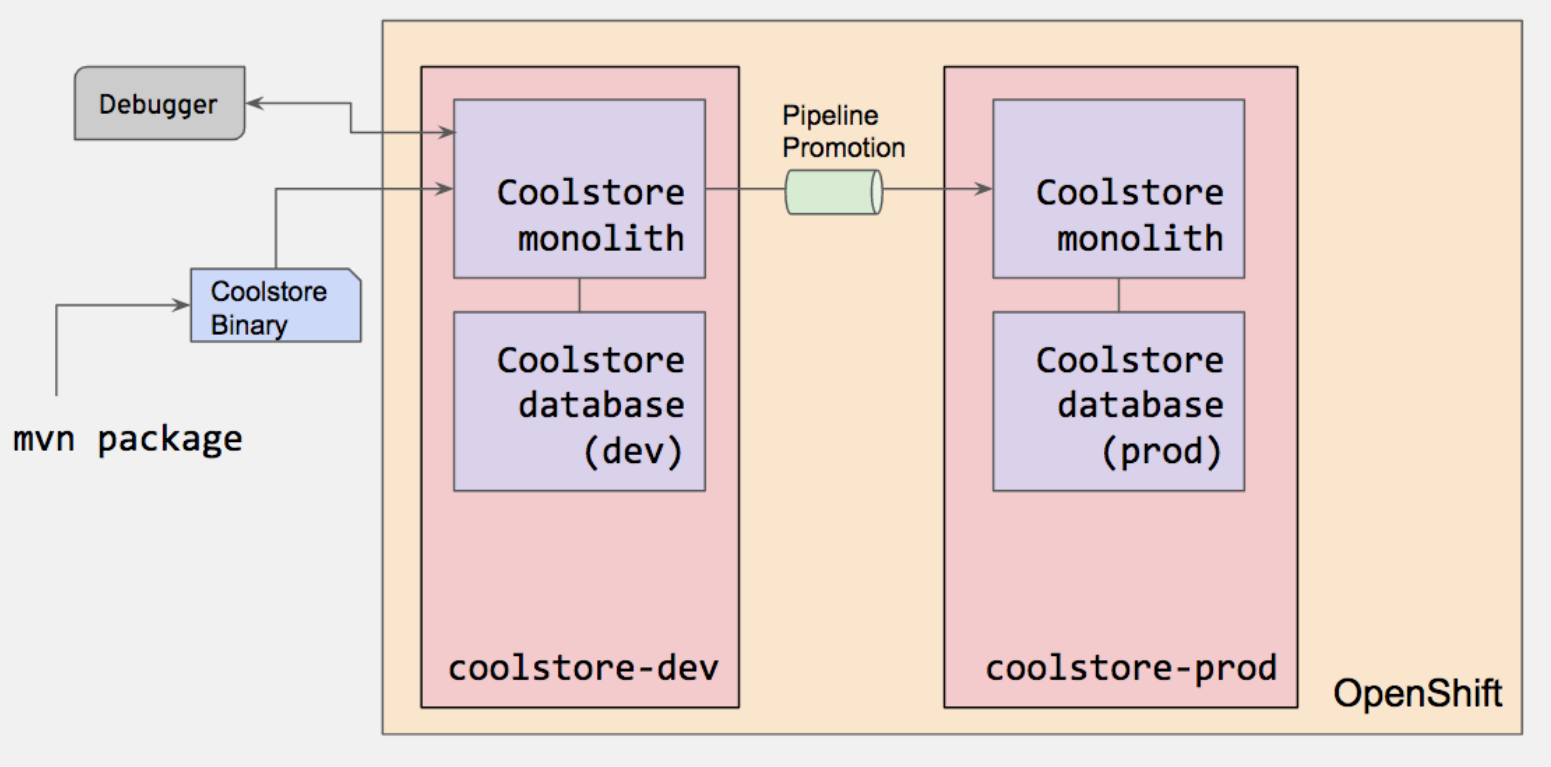 Debugger
Coolstore
Binary
mvn package
Coolstore
monolith
Coolstore
database
(dev)
coolstore-dev
Pipeline
Promotion
Coolstore
monolith
Coolstore
database
(prod)
coolstore-prod
OpenShift